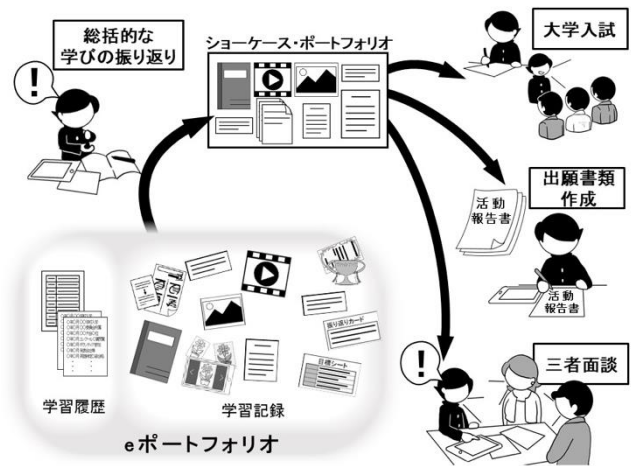 総括的な
学びの振り返り
ショーケース・ポートフォリオ
大学入試
!
出願書類
作成
活動
報告書
活動
報告書
振り返りカード
目標シート
!
三者面談
学習履歴
学習記録
eポートフォリオ